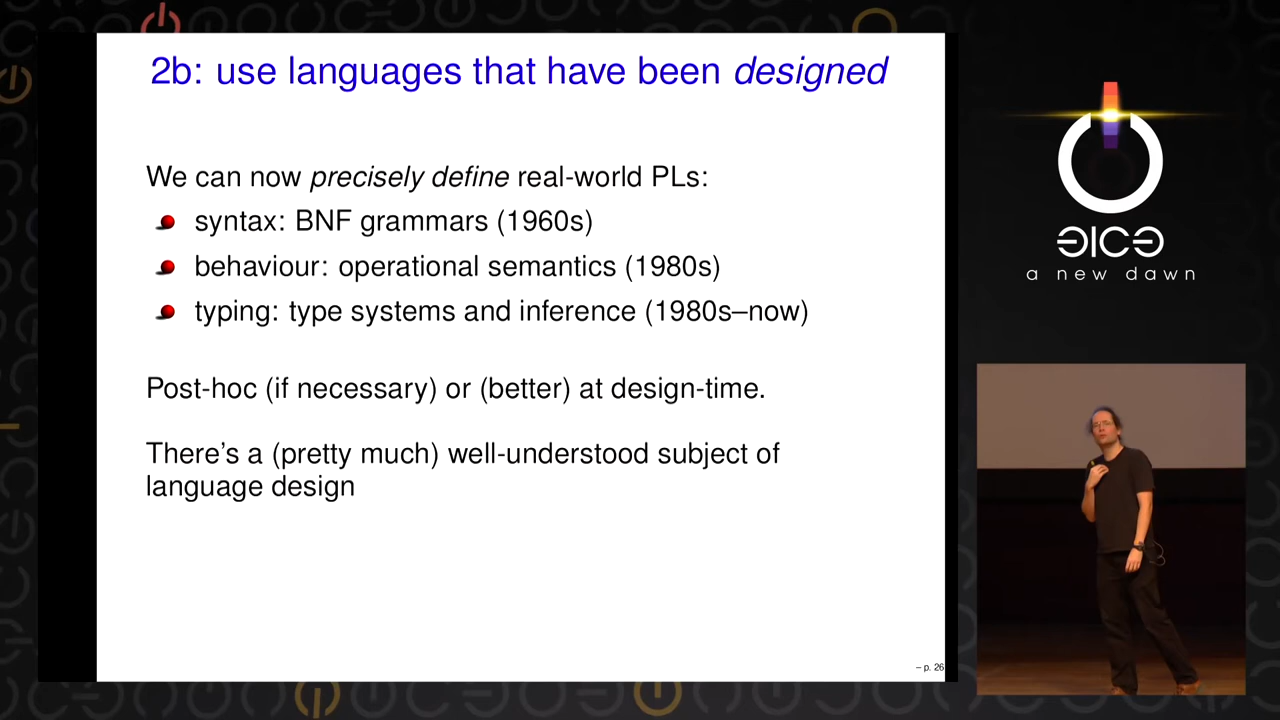 2b: use languages that have been designed
We can now precisely define real-world PLs:
syntax: BNF grammars (1960s)
behaviour: operational semantics (1980s)
typing: type systems and inference (1980s–now)
Post-hoc (if necessary) or (better) at design-time.
There's a (pretty much) well-understood subject of
language design
– p. 26
a new dawn